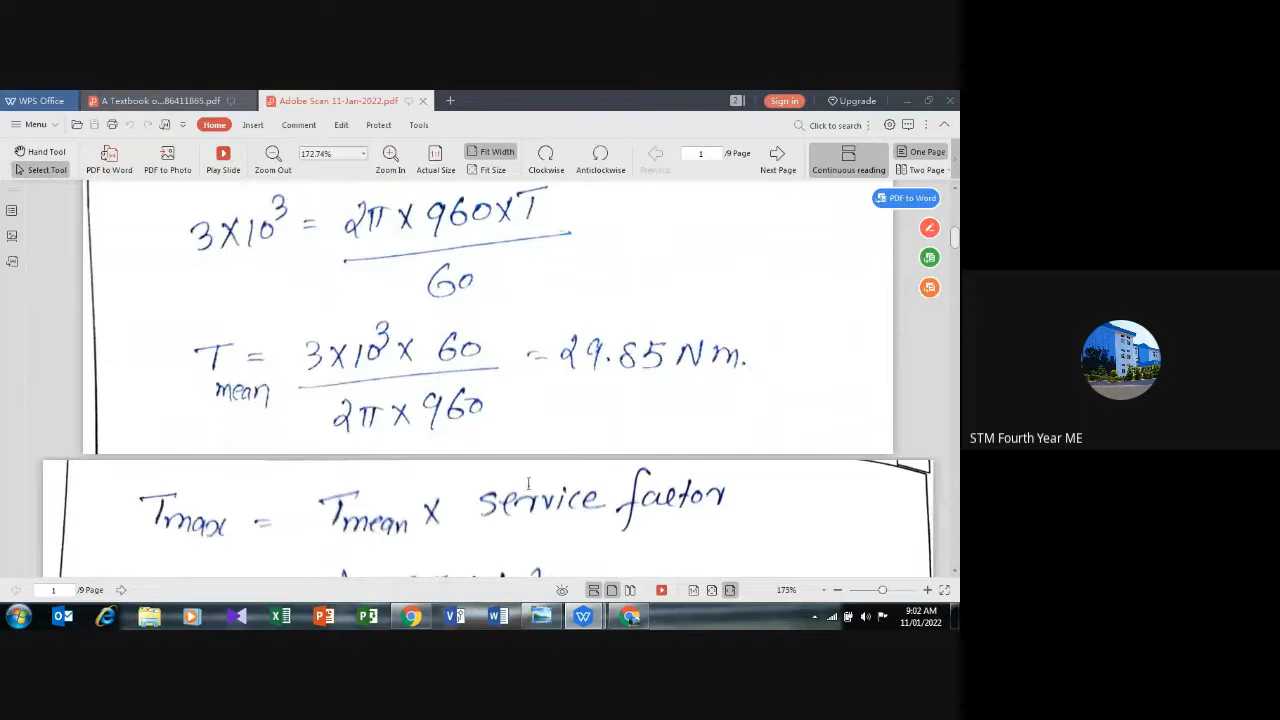 WPS Office
A Textbook o...86411865.pdf
Adobe Scan 11-Jan-2022.pdf
2
Sign in
Upgrade
Menu
Home
Insert
Comment
Edit
Protect
Tools
Click to search
Hand Tool
Select Tool
PDF to Word
PDF to Photo
Play Slide
Zoom Out
172.74%
Zoom In
Actual Size
Fit Width
Fit Size
Clockwise
Anticlockwise
Previous
1
/9 Page
Next Page
Continuous reading
One Page
Two Page
PDF to Word
3×10³ = 2π × 960×T
60
T mean = 3×10³ × 60 = 29.85 Nm.
2π × 960
Tmax = Tmean × service factor
STM Fourth Year ME
1
/9 Page
173%
9:02 AM
11/01/2022